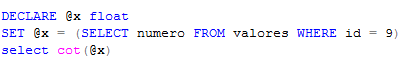 DECLARE @x float
SET @x = (SELECT numero FROM valores WHERE id = 9)
select cot(@x)